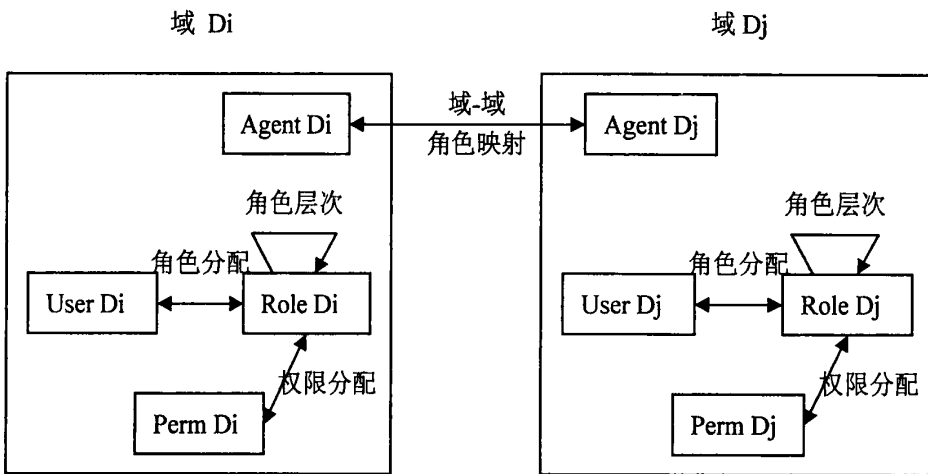 域 Di
域 Dj
Agent Di
域-域
角色映射
Agent Dj
角色层次
角色分配
User Di
Role Di
权限分配
Perm Di
角色层次
角色分配
User Dj
Role Dj
权限分配
Perm Dj